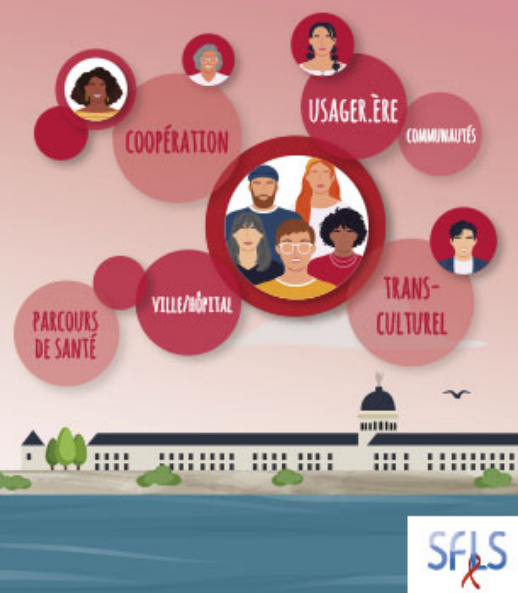 COOPÉRATION
USAGER.ÈRE
COMMUNAUTÉS
VILLE/HÔPITAL
TRANS-
CULTUREL
PARCOURS
DE SANTÉ
SFLS